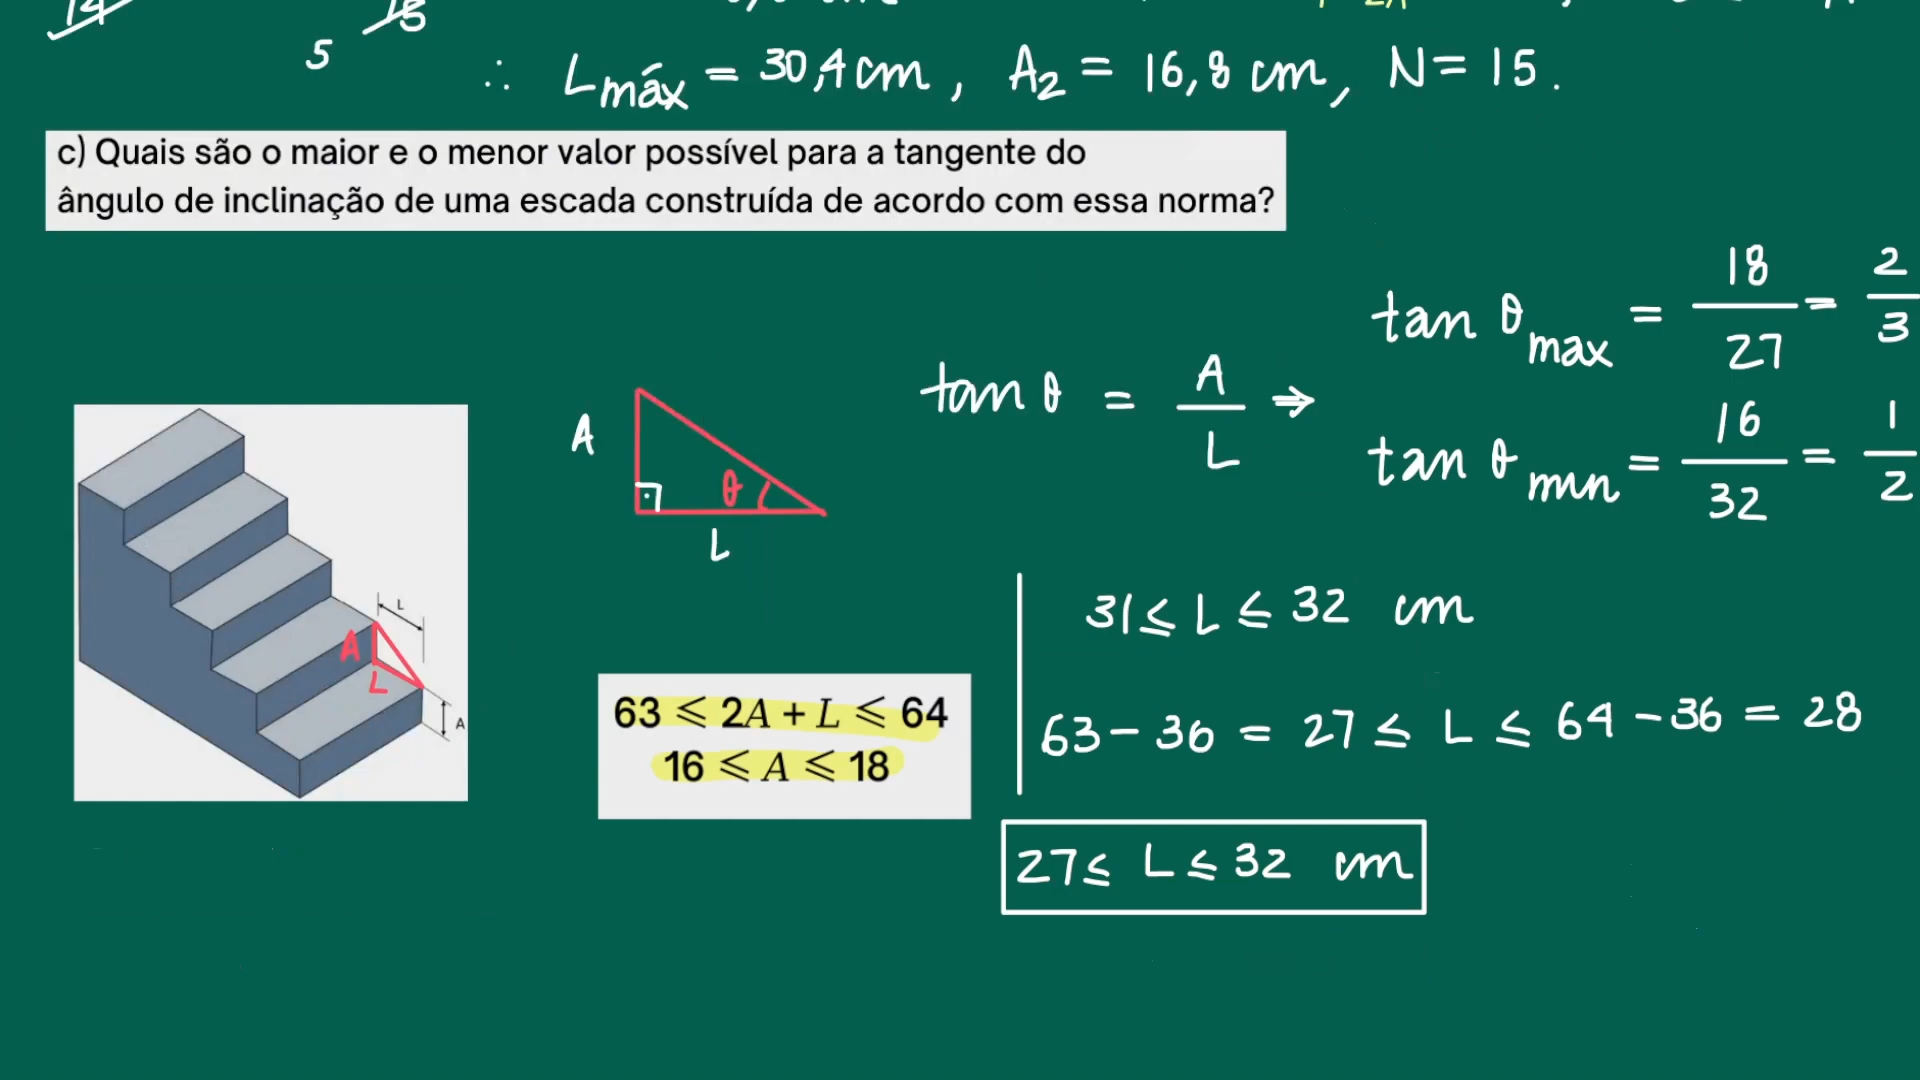 14 15
5
∴ Lmáx = 30,4 cm , A2 = 16,8 cm, N = 15 .
c) Quais são o maior e o menor valor possível para a tangente do
ângulo de inclinação de uma escada construída de acordo com essa norma?
tan θmax = 18/27 = 2/3
tan θ = A/L ⇒
tan θmin = 16/32 = 1/2
A
θ
L
L
A
L
A
31 ≤ L ≤ 32 cm
63 ⩽ 2A + L ⩽ 64
16 ⩽ A ⩽ 18
63 - 36 = 27 ≤ L ≤ 64 - 36 = 28
27 ≤ L ≤ 32 cm